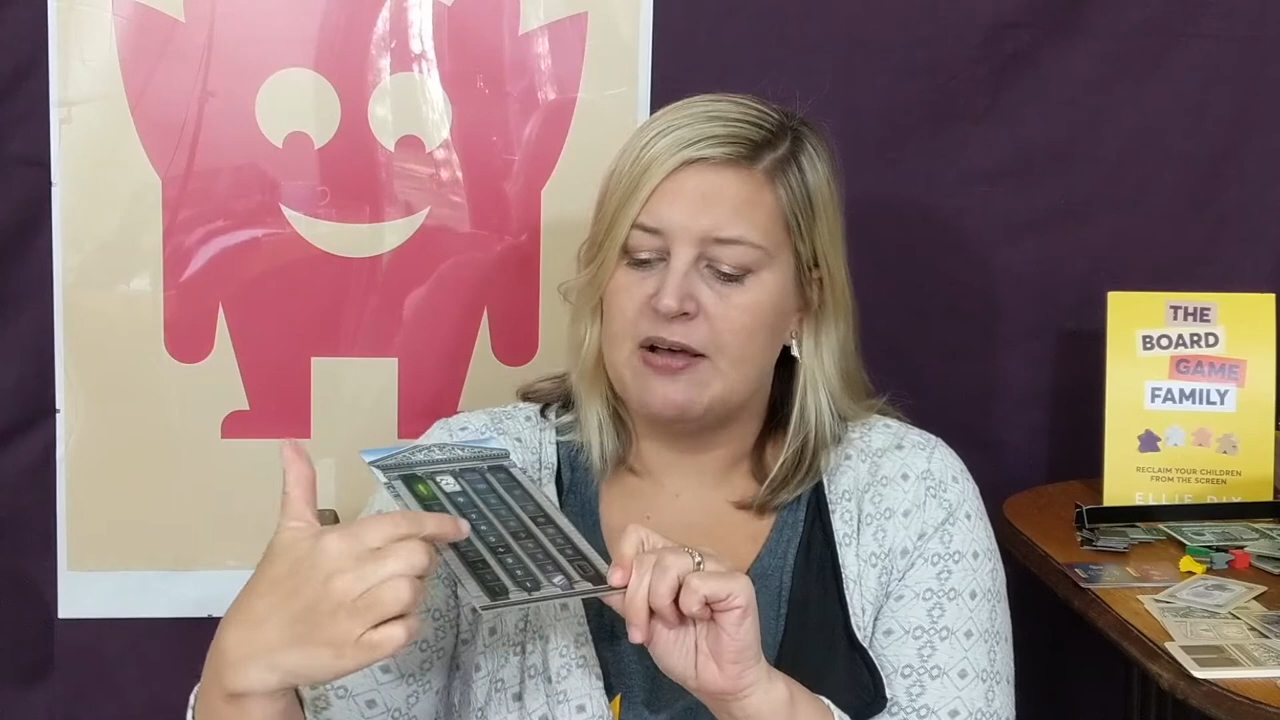 THE
BOARD
GAME
FAMILY
RECLAIM YOUR CHILDREN
FROM THE SCREEN
ELLIE DIX